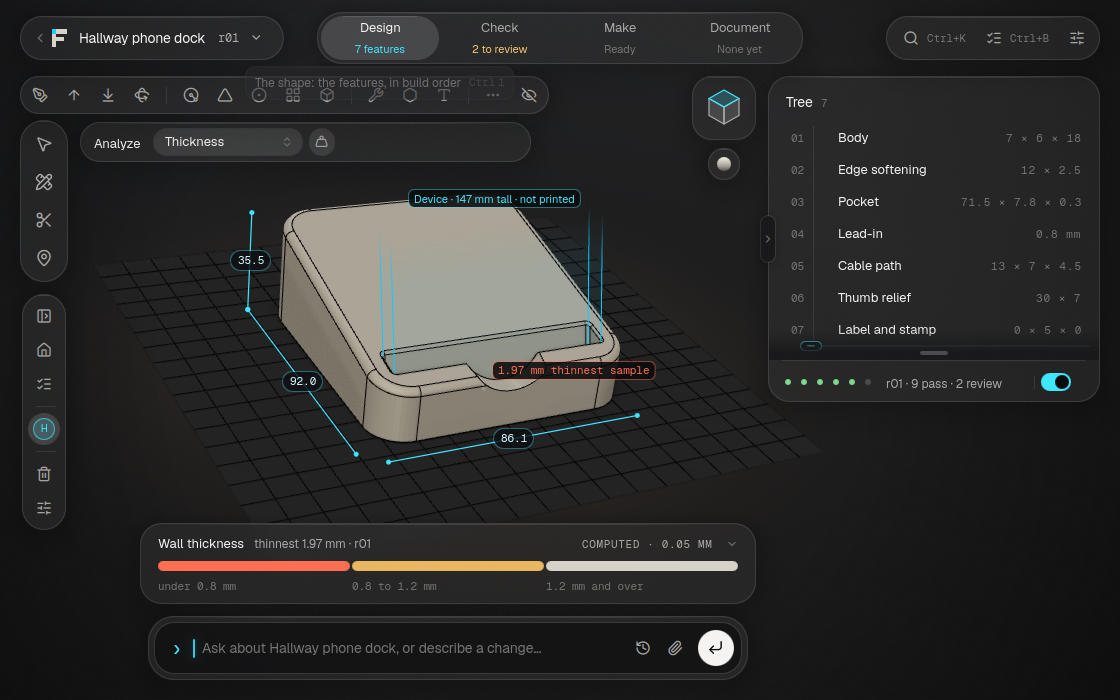 Hallway phone dock r01
Design
7 features
Check
2 to review
Make
Ready
Document
None yet
Ctrl+K
Ctrl+B
The shape: the features, in build order Ctrl 1
Analyze
Thickness
Tree 7
01 Body 7 × 6 × 18
02 Edge softening 12 × 2.5
03 Pocket 71.5 × 7.8 × 0.3
04 Lead-in 0.8 mm
05 Cable path 13 × 7 × 4.5
06 Thumb relief 30 × 7
07 Label and stamp 0 × 5 × 0
r01 · 9 pass · 2 review
Device · 147 mm tall · not printed
35.5
1.97 mm thinnest sample
92.0
86.1
H
Wall thickness thinnest 1.97 mm · r01 COMPUTED · 0.05 MM
under 0.8 mm 0.8 to 1.2 mm 1.2 mm and over
Ask about Hallway phone dock, or describe a change…